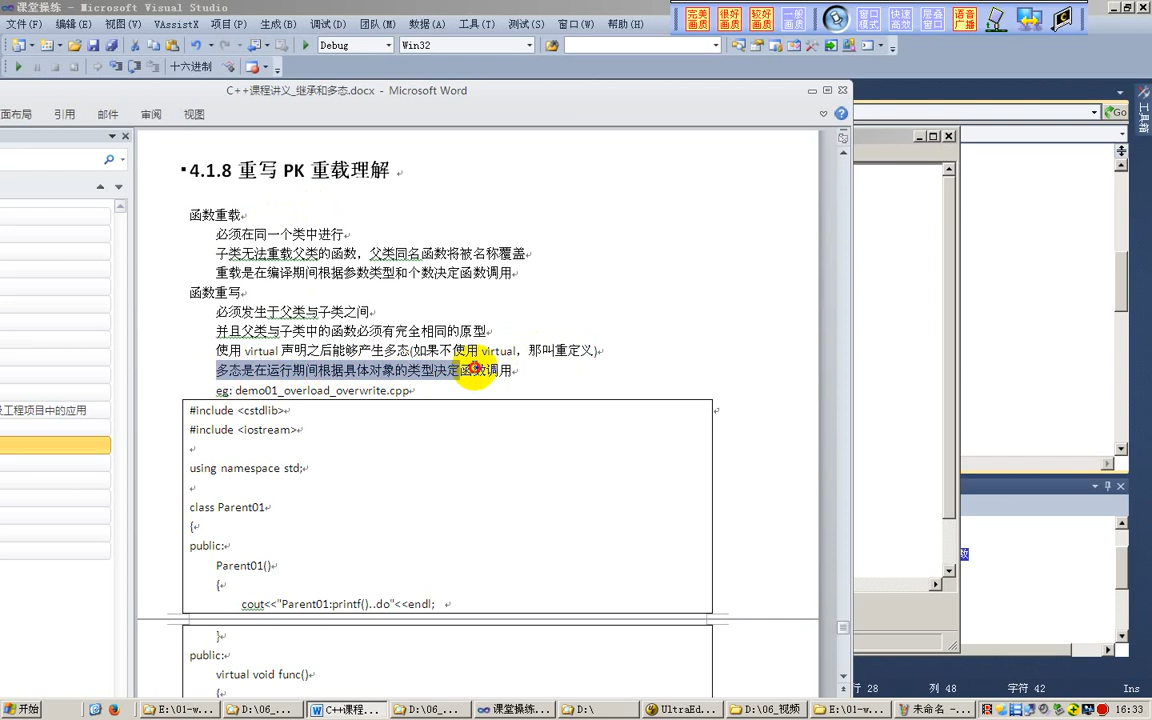 课堂操练 - Microsoft Visual Studio
文件(F) 编辑(E) 视图(V) VAssistX 项目(P) 生成(B) 调试(D) 团队(M) 数据(A) 工具(T) 测试(S) 窗口(W) 帮助(H)
完美画质 很好画质 较好画质 一般画质 窗口模式 快速高效 层叠窗口 语音播报
Debug Win32
十六进制
C++课程讲义_继承和多态.docx - Microsoft Word
面布局 引用 邮件 审阅 视图
Go
工具箱
4.1.8 重写 PK 重载理解
函数重载
必须在同一个类中进行
子类无法重载父类的函数，父类同名函数将被名称覆盖
重载是在编译期间根据参数类型和个数决定函数调用
函数重写
必须发生于父类与子类之间
并且父类与子类中的函数必须有完全相同的原型
使用 virtual 声明之后能够产生多态(如果不使用 virtual，那叫重定义)
多态是在运行期间根据具体对象的类型决定函数调用
eg: demo01_overload_overwrite.cpp
及工程项目中的应用
#include <cstdlib>
#include <iostream>
using namespace std;
class Parent01
{
public:
Parent01()
{
cout<<"Parent01:printf()..do"<<endl;
}
public:
virtual void func()
{
数
行 28 列 48 字符 42 Ins
开始 E:\01-w... D:\06_... C++课程... D:\06_... 课堂操练... D:\ UltraEd... D:\06_视频 E:\01-w... 未命名 -... 16:33